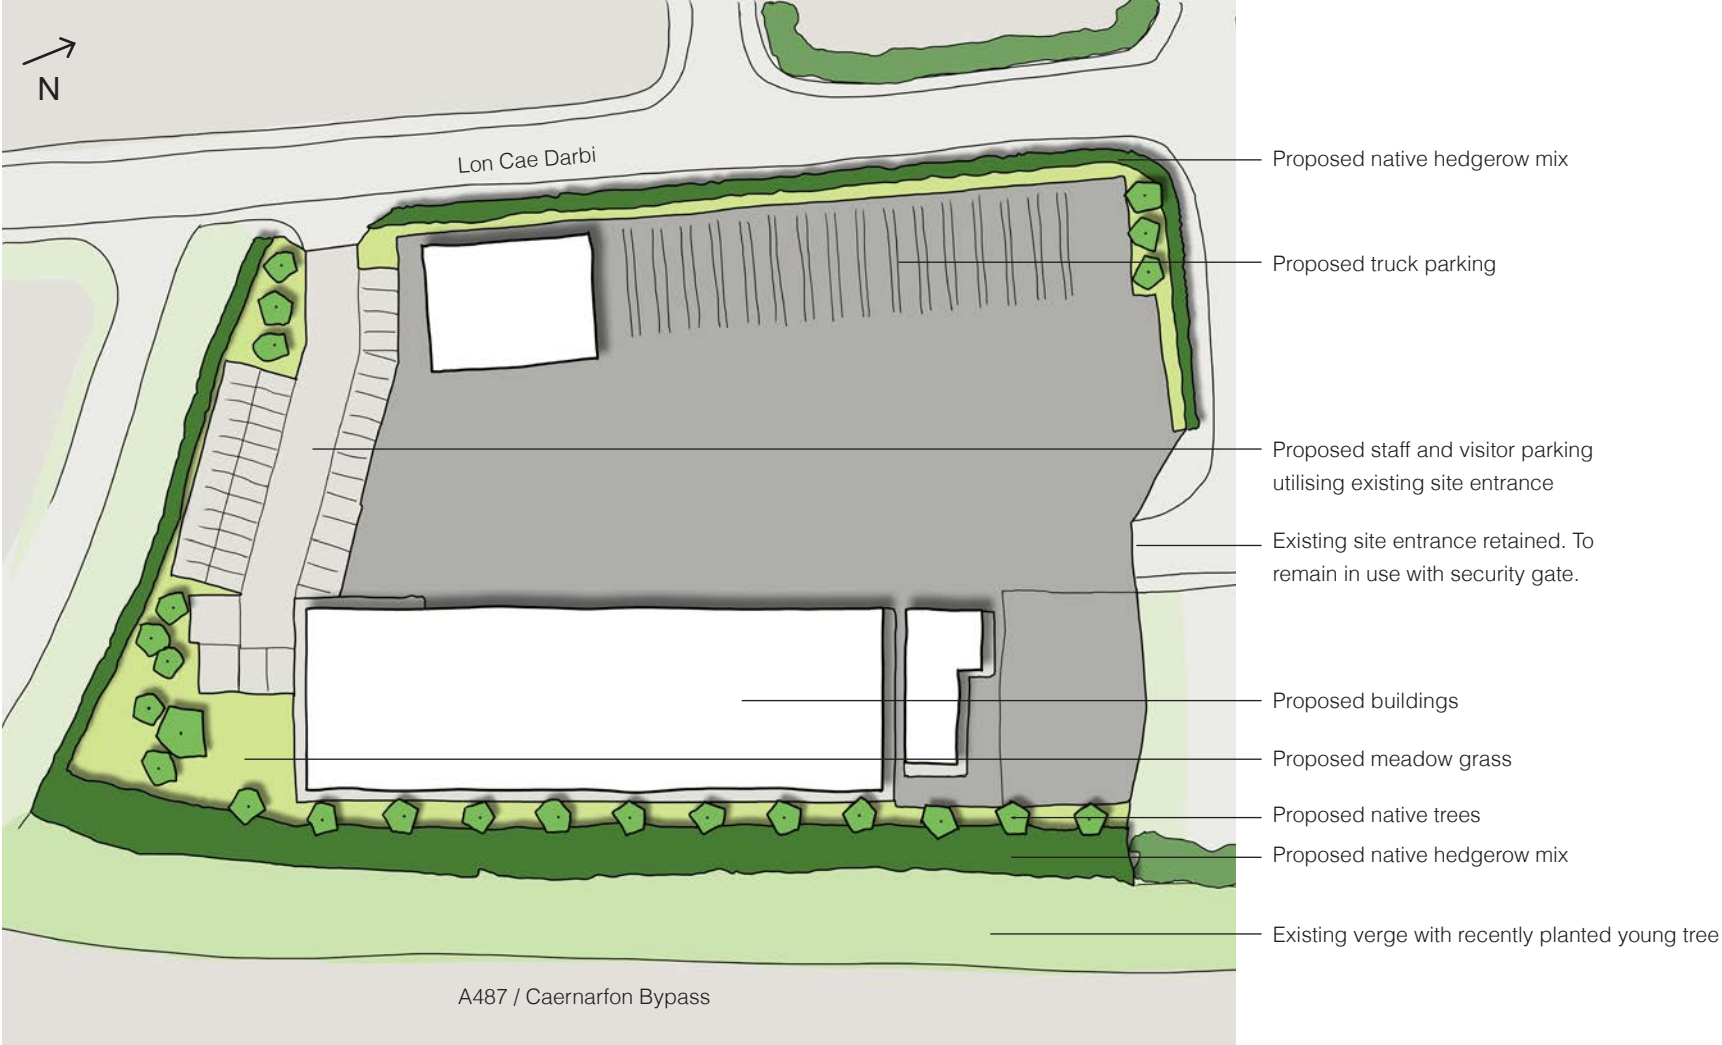 N
Lon Cae Darbi
Proposed native hedgerow mix
Proposed truck parking
Proposed staff and visitor parking
utilising existing site entrance
Existing site entrance retained. To
remain in use with security gate.
Proposed buildings
Proposed meadow grass
Proposed native trees
Proposed native hedgerow mix
Existing verge with recently planted young tree
A487 / Caernarfon Bypass